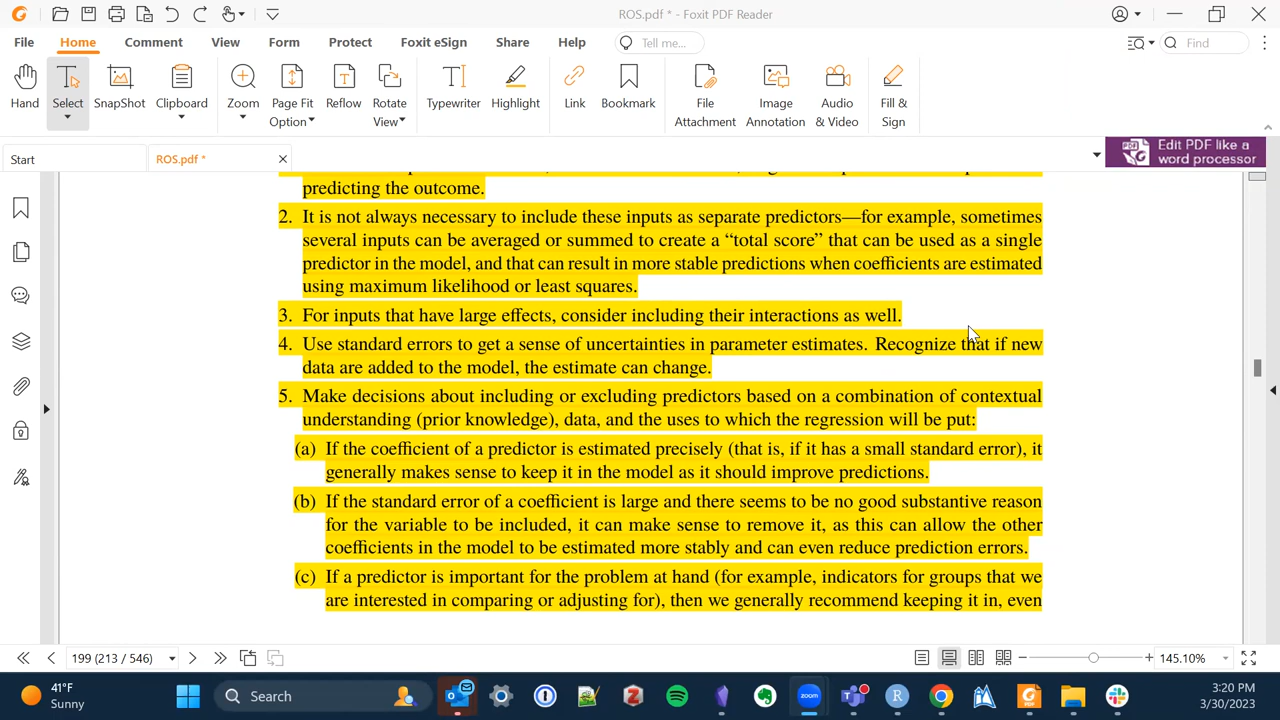 ROS.pdf * - Foxit PDF Reader
File Home Comment View Form Protect Foxit eSign Share Help Tell me... Find
Hand Select SnapShot Clipboard Zoom Page Fit Option Reflow Rotate View Typewriter Highlight Link Bookmark File Attachment Image Annotation Audio & Video Fill & Sign
Start ROS.pdf * Edit PDF like a word processor
predicting the outcome.
2. It is not always necessary to include these inputs as separate predictors—for example, sometimes
several inputs can be averaged or summed to create a “total score” that can be used as a single
predictor in the model, and that can result in more stable predictions when coefficients are estimated
using maximum likelihood or least squares.
3. For inputs that have large effects, consider including their interactions as well.
4. Use standard errors to get a sense of uncertainties in parameter estimates. Recognize that if new
data are added to the model, the estimate can change.
5. Make decisions about including or excluding predictors based on a combination of contextual
understanding (prior knowledge), data, and the uses to which the regression will be put:
(a) If the coefficient of a predictor is estimated precisely (that is, if it has a small standard error), it
generally makes sense to keep it in the model as it should improve predictions.
(b) If the standard error of a coefficient is large and there seems to be no good substantive reason
for the variable to be included, it can make sense to remove it, as this can allow the other
coefficients in the model to be estimated more stably and can even reduce prediction errors.
(c) If a predictor is important for the problem at hand (for example, indicators for groups that we
are interested in comparing or adjusting for), then we generally recommend keeping it in, even
199 (213 / 546) 145.10%
41°F
Sunny
Search
zoom
3:20 PM
3/30/2023